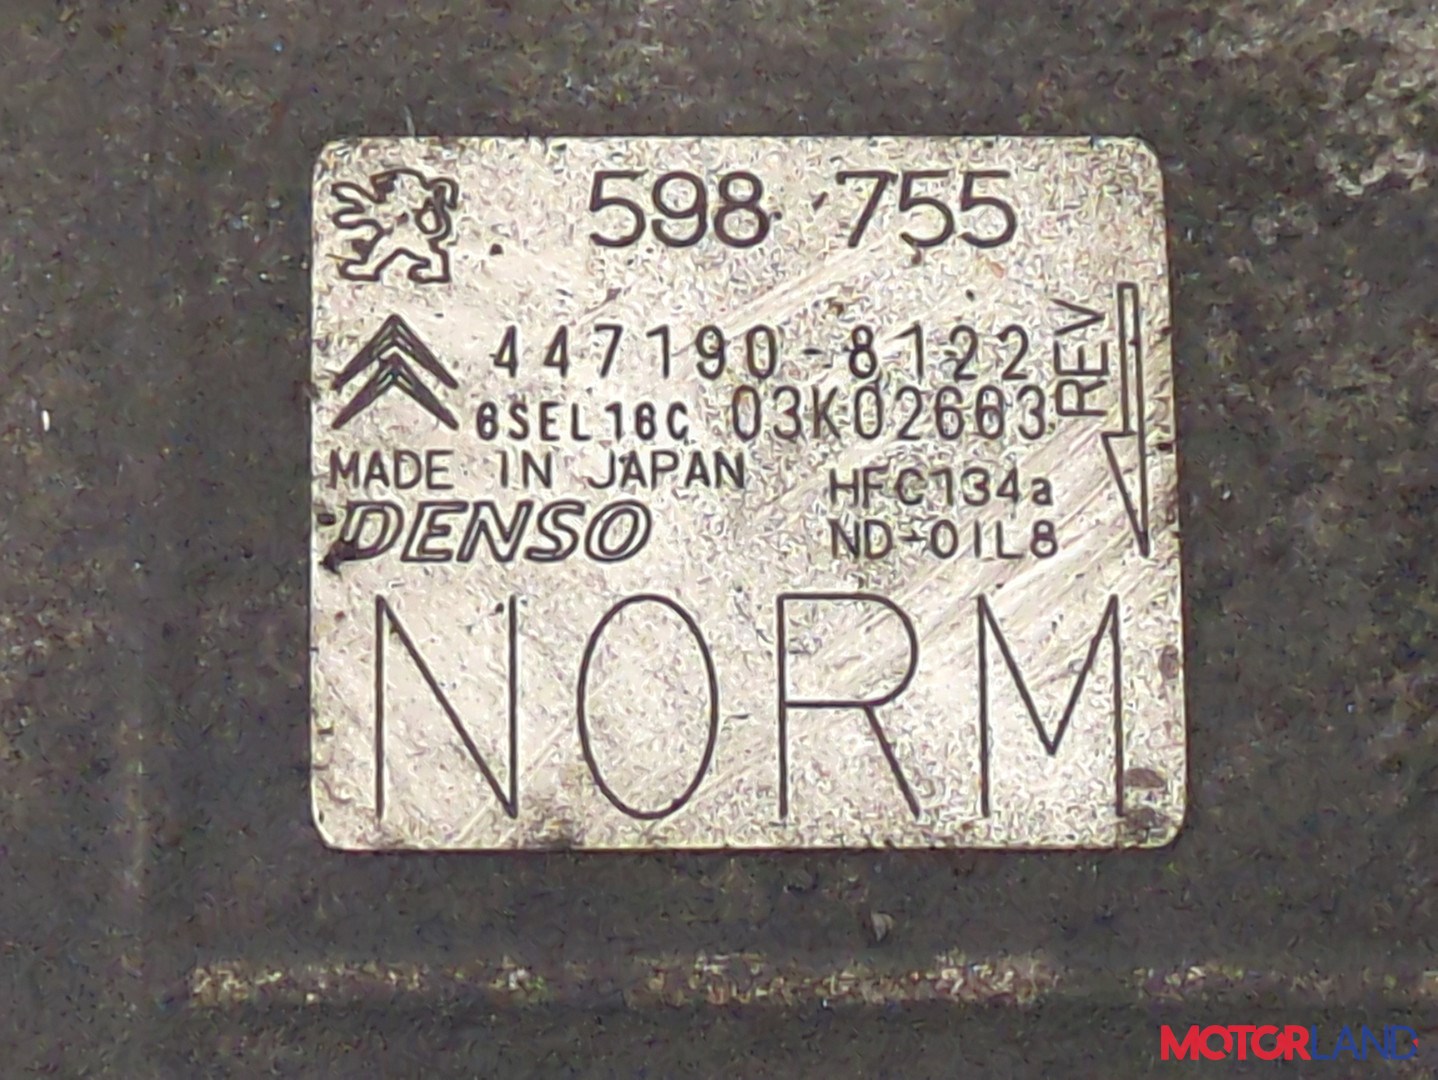 598 755
447190-8122
6SEL16C 03K02663
REV
MADE IN JAPAN
HFC134a
DENSO
ND-OIL8
NORM
MOTORLAND